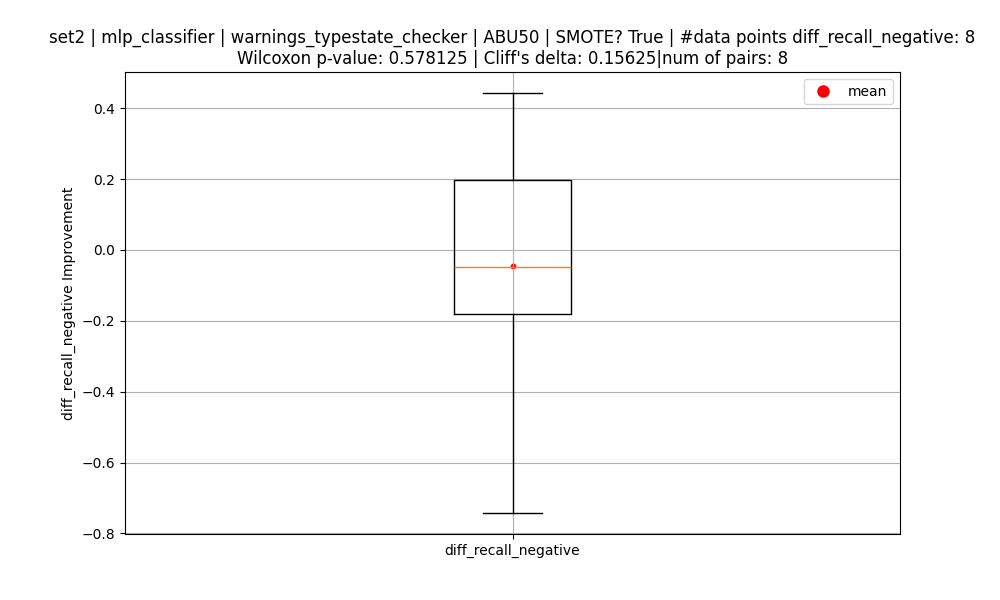 set2 | mlp_classifier | warnings_typestate_checker | ABU50 | SMOTE? True | #data points diff_recall_negative: 8
Wilcoxon p-value: 0.578125 | Cliff's delta: 0.15625|num of pairs: 8
mean
0.4
0.2
0.0
−0.2
−0.4
−0.6
−0.8
diff_recall_negative Improvement
diff_recall_negative